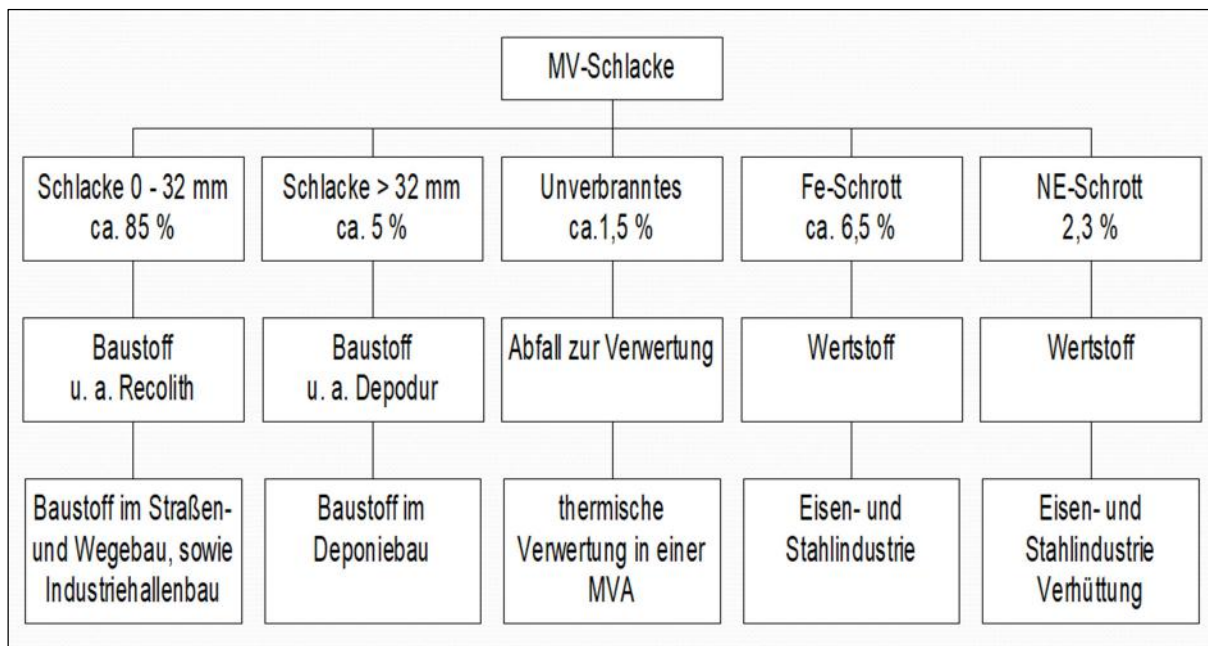 MV-Schlacke
Schlacke 0 - 32 mm
ca. 85 %
Schlacke > 32 mm
ca. 5 %
Unverbranntes
ca.1,5 %
Fe-Schrott
ca. 6,5 %
NE-Schrott
2,3 %
Baustoff
u. a. Recolith
Baustoff
u. a. Depodur
Abfall zur Verwertung
Wertstoff
Wertstoff
Baustoff im Straßen-
und Wegebau, sowie
Industriehallenbau
Baustoff im
Deponiebau
thermische
Verwertung in einer
MVA
Eisen- und
Stahlindustrie
Eisen- und
Stahlindustrie
Verhüttung